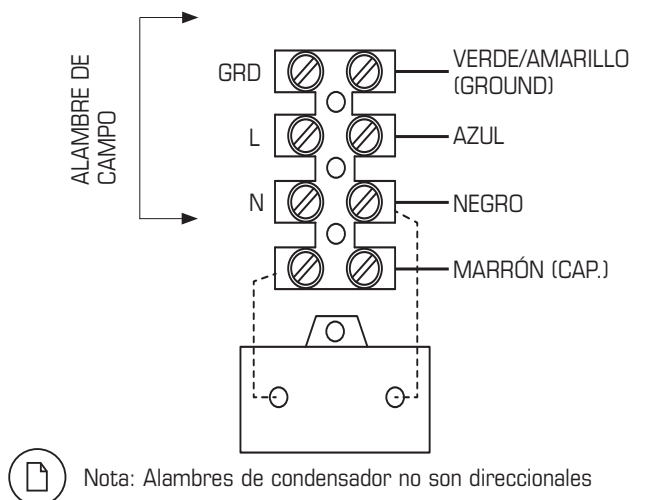 ALAMBRE DE
CAMPO
GRD
VERDE/AMARILLO
(GROUND)
L
AZUL
N
NEGRO
MARRÓN (CAP.)
Nota: Alambres de condensador no son direccionales